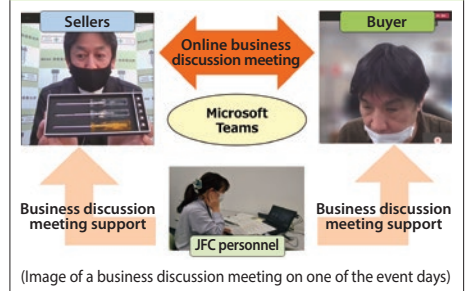 Sellers
Buyer
Online business
discussion meeting
Microsoft
Teams
Business discussion
meeting support
JFC personnel
Business discussion
meeting support
(Image of a business discussion meeting on one of the event days)